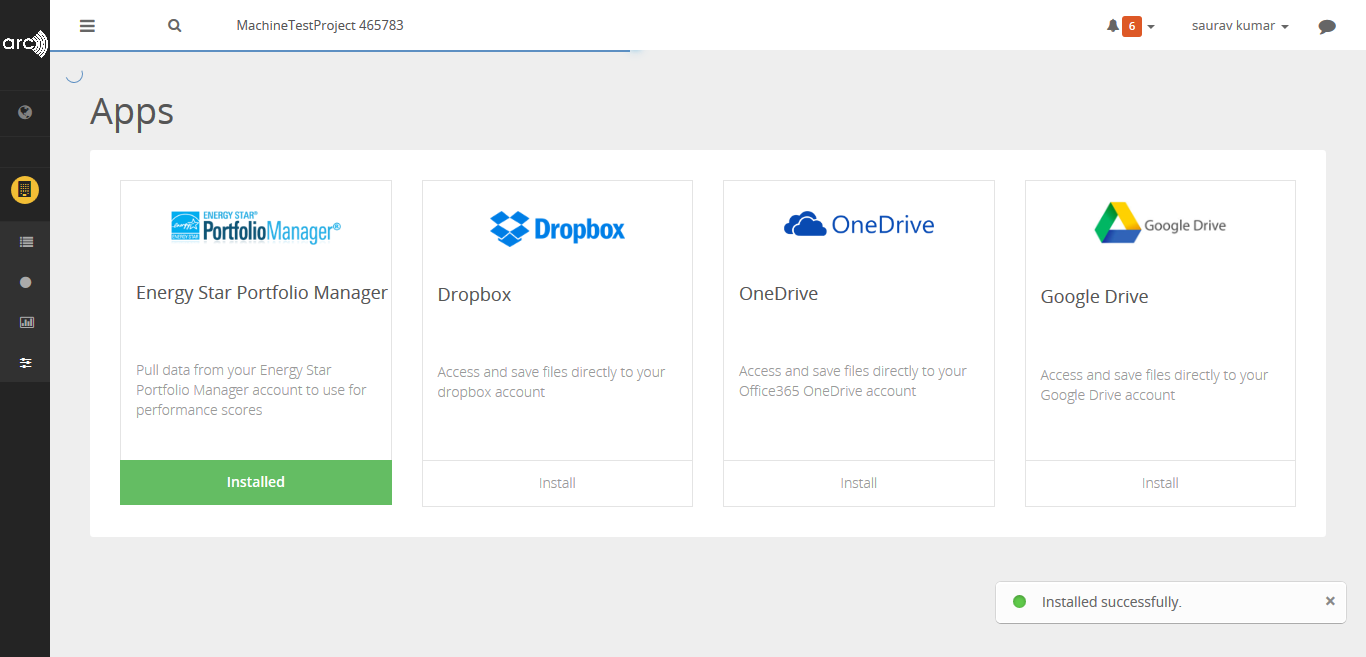 arc
MachineTestProject 465783
6
saurav kumar
Apps
ENERGY STAR®
PortfolioManager®
Dropbox
OneDrive
Google Drive
Energy Star Portfolio Manager
Dropbox
OneDrive
Google Drive
Pull data from your Energy Star
Portfolio Manager account to use for
performance scores
Access and save files directly to your
dropbox account
Access and save files directly to your
Office365 OneDrive account
Access and save files directly to your
Google Drive account
Installed
Install
Install
Install
Installed successfully.